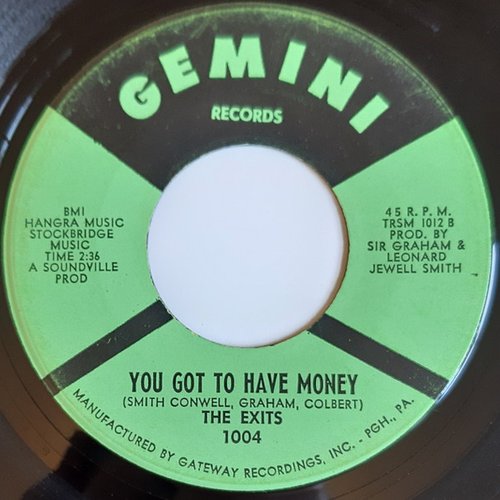 GEMINI
RECORDS
BMI
HANGRA MUSIC
STOCKBRIDGE
MUSIC
TIME 2:36
A SOUNDVILLE
PROD
45 R.P.M.
TRSM 1012 B
PROD. BY
SIR GRAHAM &
LEONARD
JEWELL SMITH
YOU GOT TO HAVE MONEY
(SMITH CONWELL, GRAHAM, COLBERT)
THE EXITS
1004
MANUFACTURED BY GATEWAY RECORDINGS, INC. - PGH., PA.